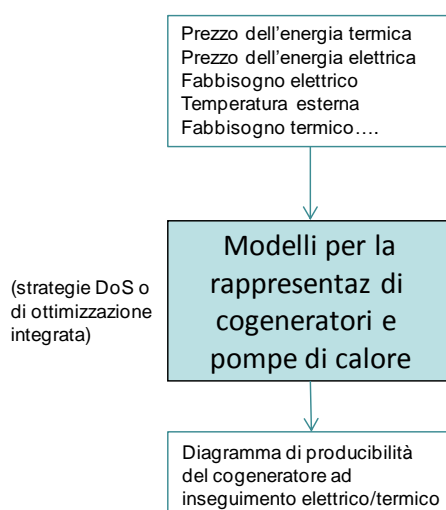 Prezzo dell'energia termica
Prezzo dell'energia elettrica
Fabbisogno elettrico
Temperatura esterna
Fabbisogno termico….
(strategie DoS o
di ottimizzazione
integrata)
Modelli per la
rappresentaz di
cogeneratori e
pompe di calore
Diagramma di producibilità
del cogeneratore ad
inseguimento elettrico/termico